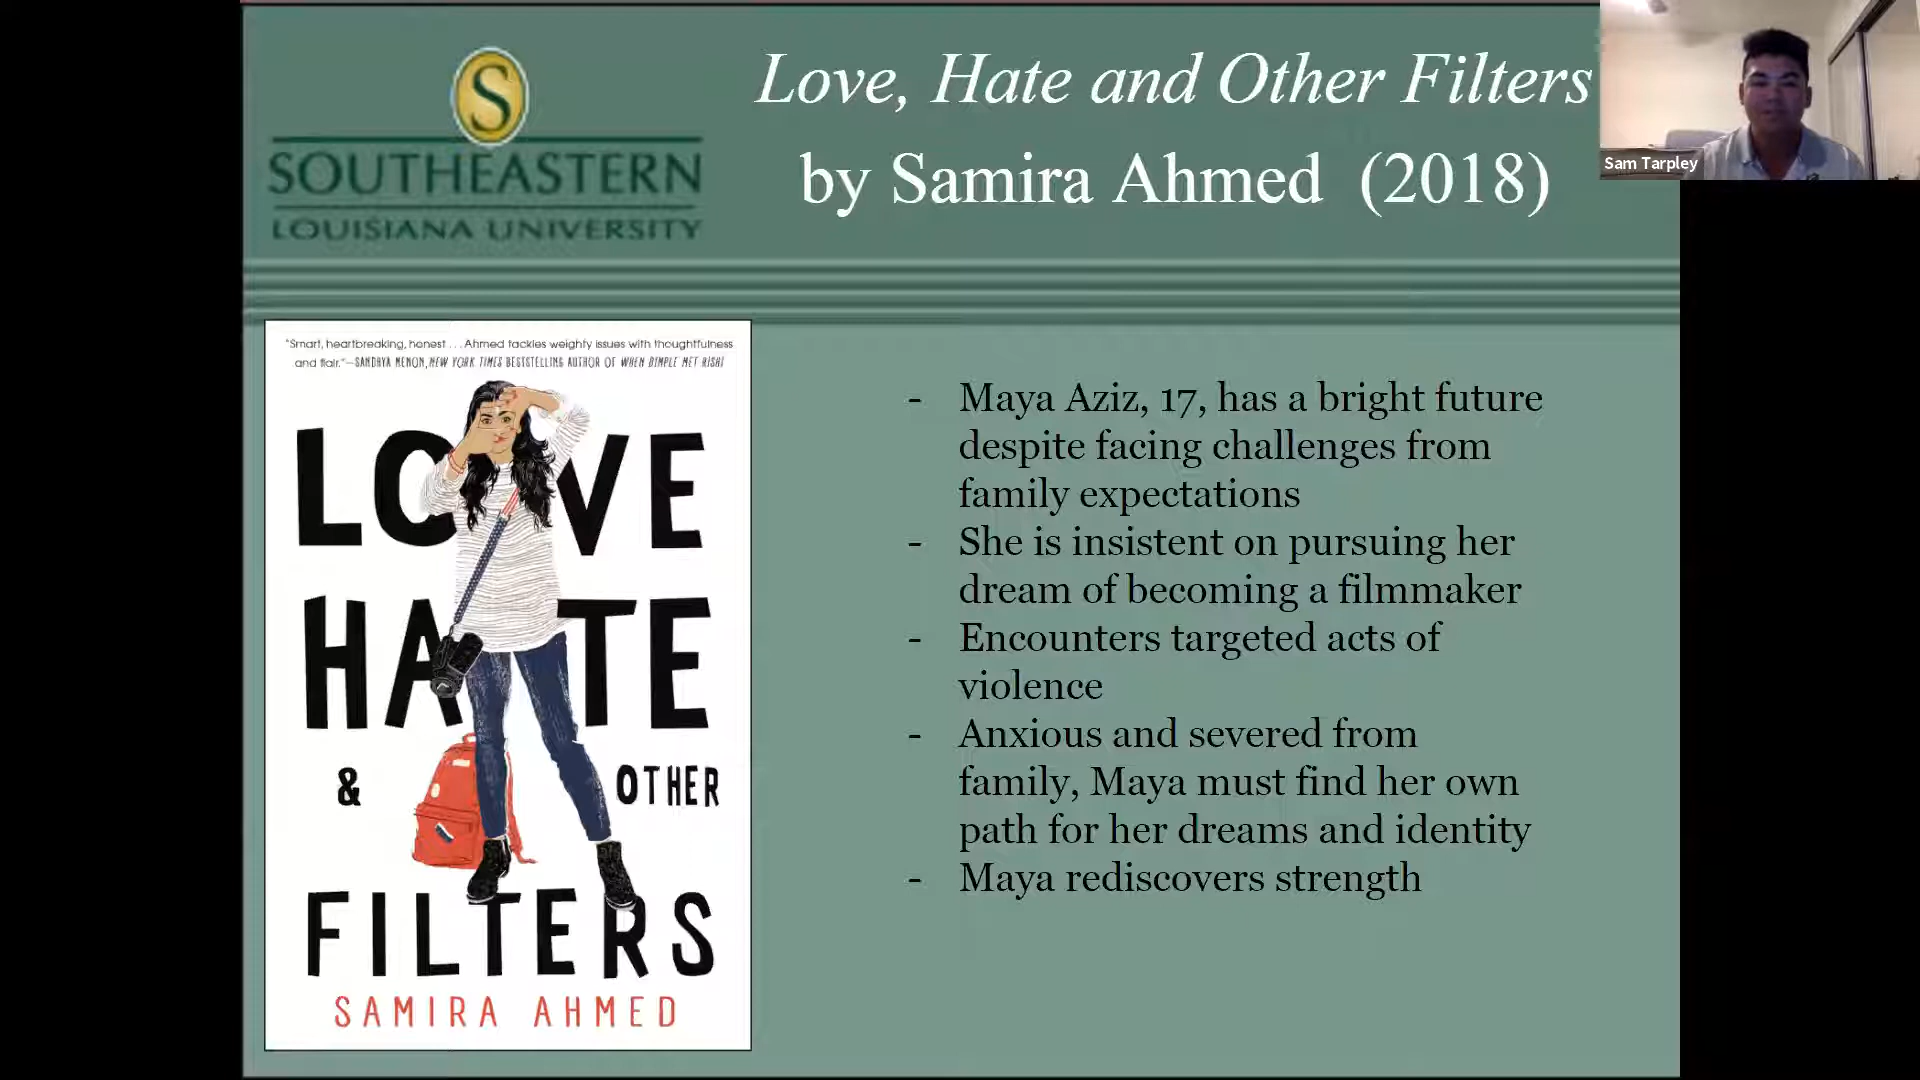 S
SOUTHEASTERN
LOUISIANA UNIVERSITY
Love, Hate and Other Filters
by Samira Ahmed (2018)
Sam Tarpley
"Smart, heartbreaking, honest . . . Ahmed tackles weighty issues with thoughtfulness
and flair."—SANDHYA MENON, NEW YORK TIMES BESTSTELLING AUTHOR OF WHEN DIMPLE MET RISHI
LOVE
HATE
& OTHER
FILTERS
SAMIRA AHMED
- Maya Aziz, 17, has a bright future
despite facing challenges from
family expectations
- She is insistent on pursuing her
dream of becoming a filmmaker
- Encounters targeted acts of
violence
- Anxious and severed from
family, Maya must find her own
path for her dreams and identity
- Maya rediscovers strength